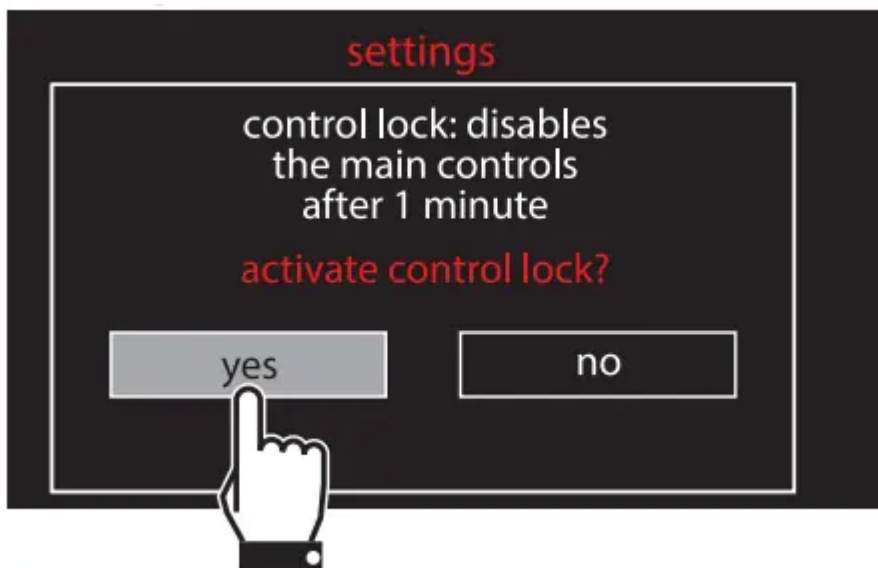 settings
control lock: disables
the main controls
after 1 minute
activate control lock?
yes
no